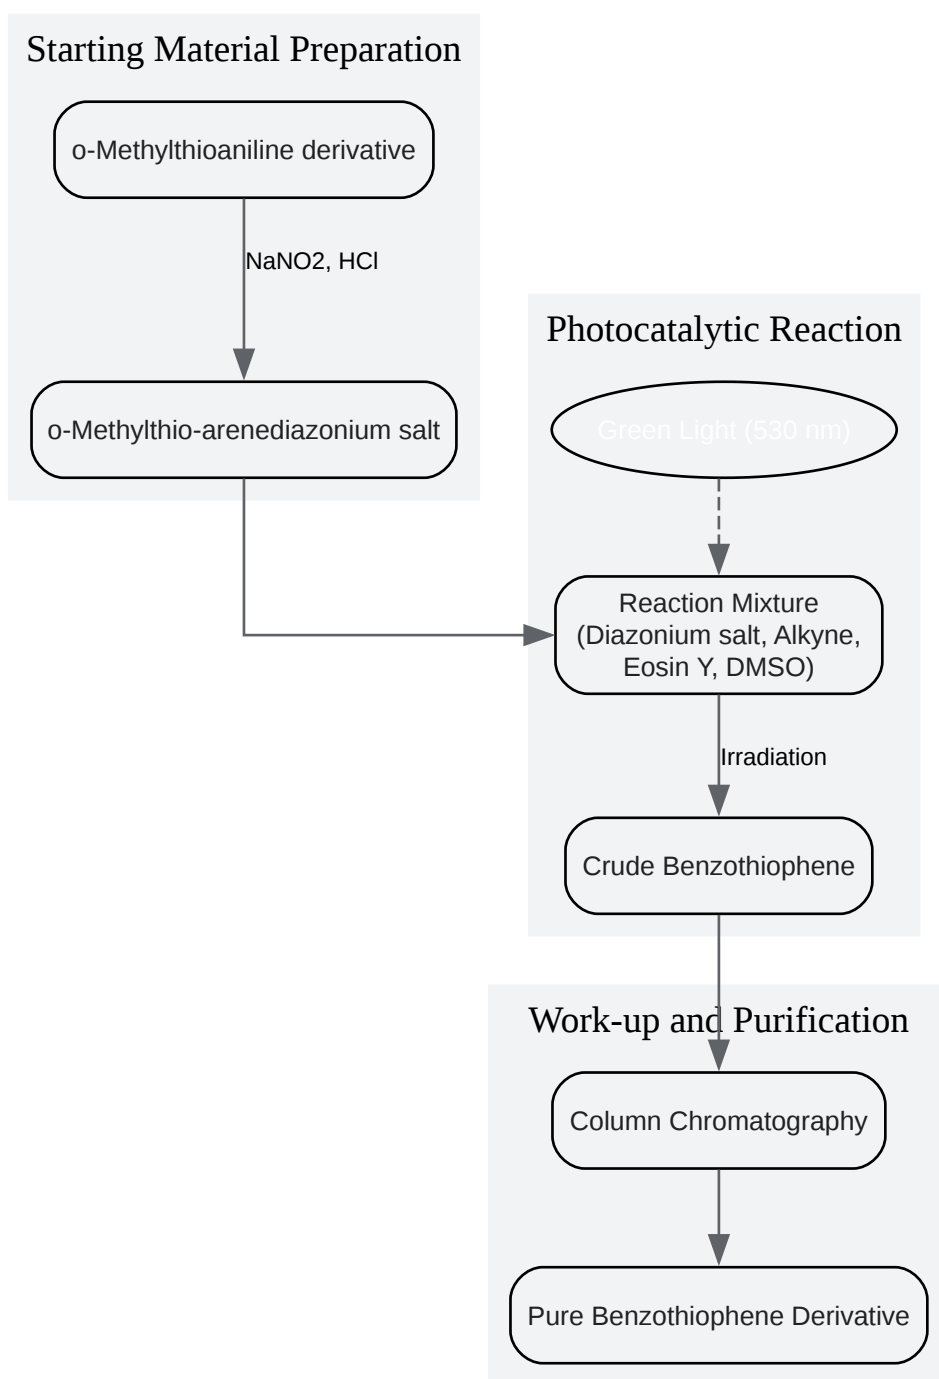 Starting Material Preparation
o-Methylthioaniline derivative
NaNO2, HCl
o-Methylthio-arenediazonium salt
Photocatalytic Reaction
Green Light (530 nm)
Reaction Mixture
(Diazonium salt, Alkyne,
Eosin Y, DMSO)
Irradiation
Crude Benzothiophene
Work-up and Purification
Column Chromatography
Pure Benzothiophene Derivative